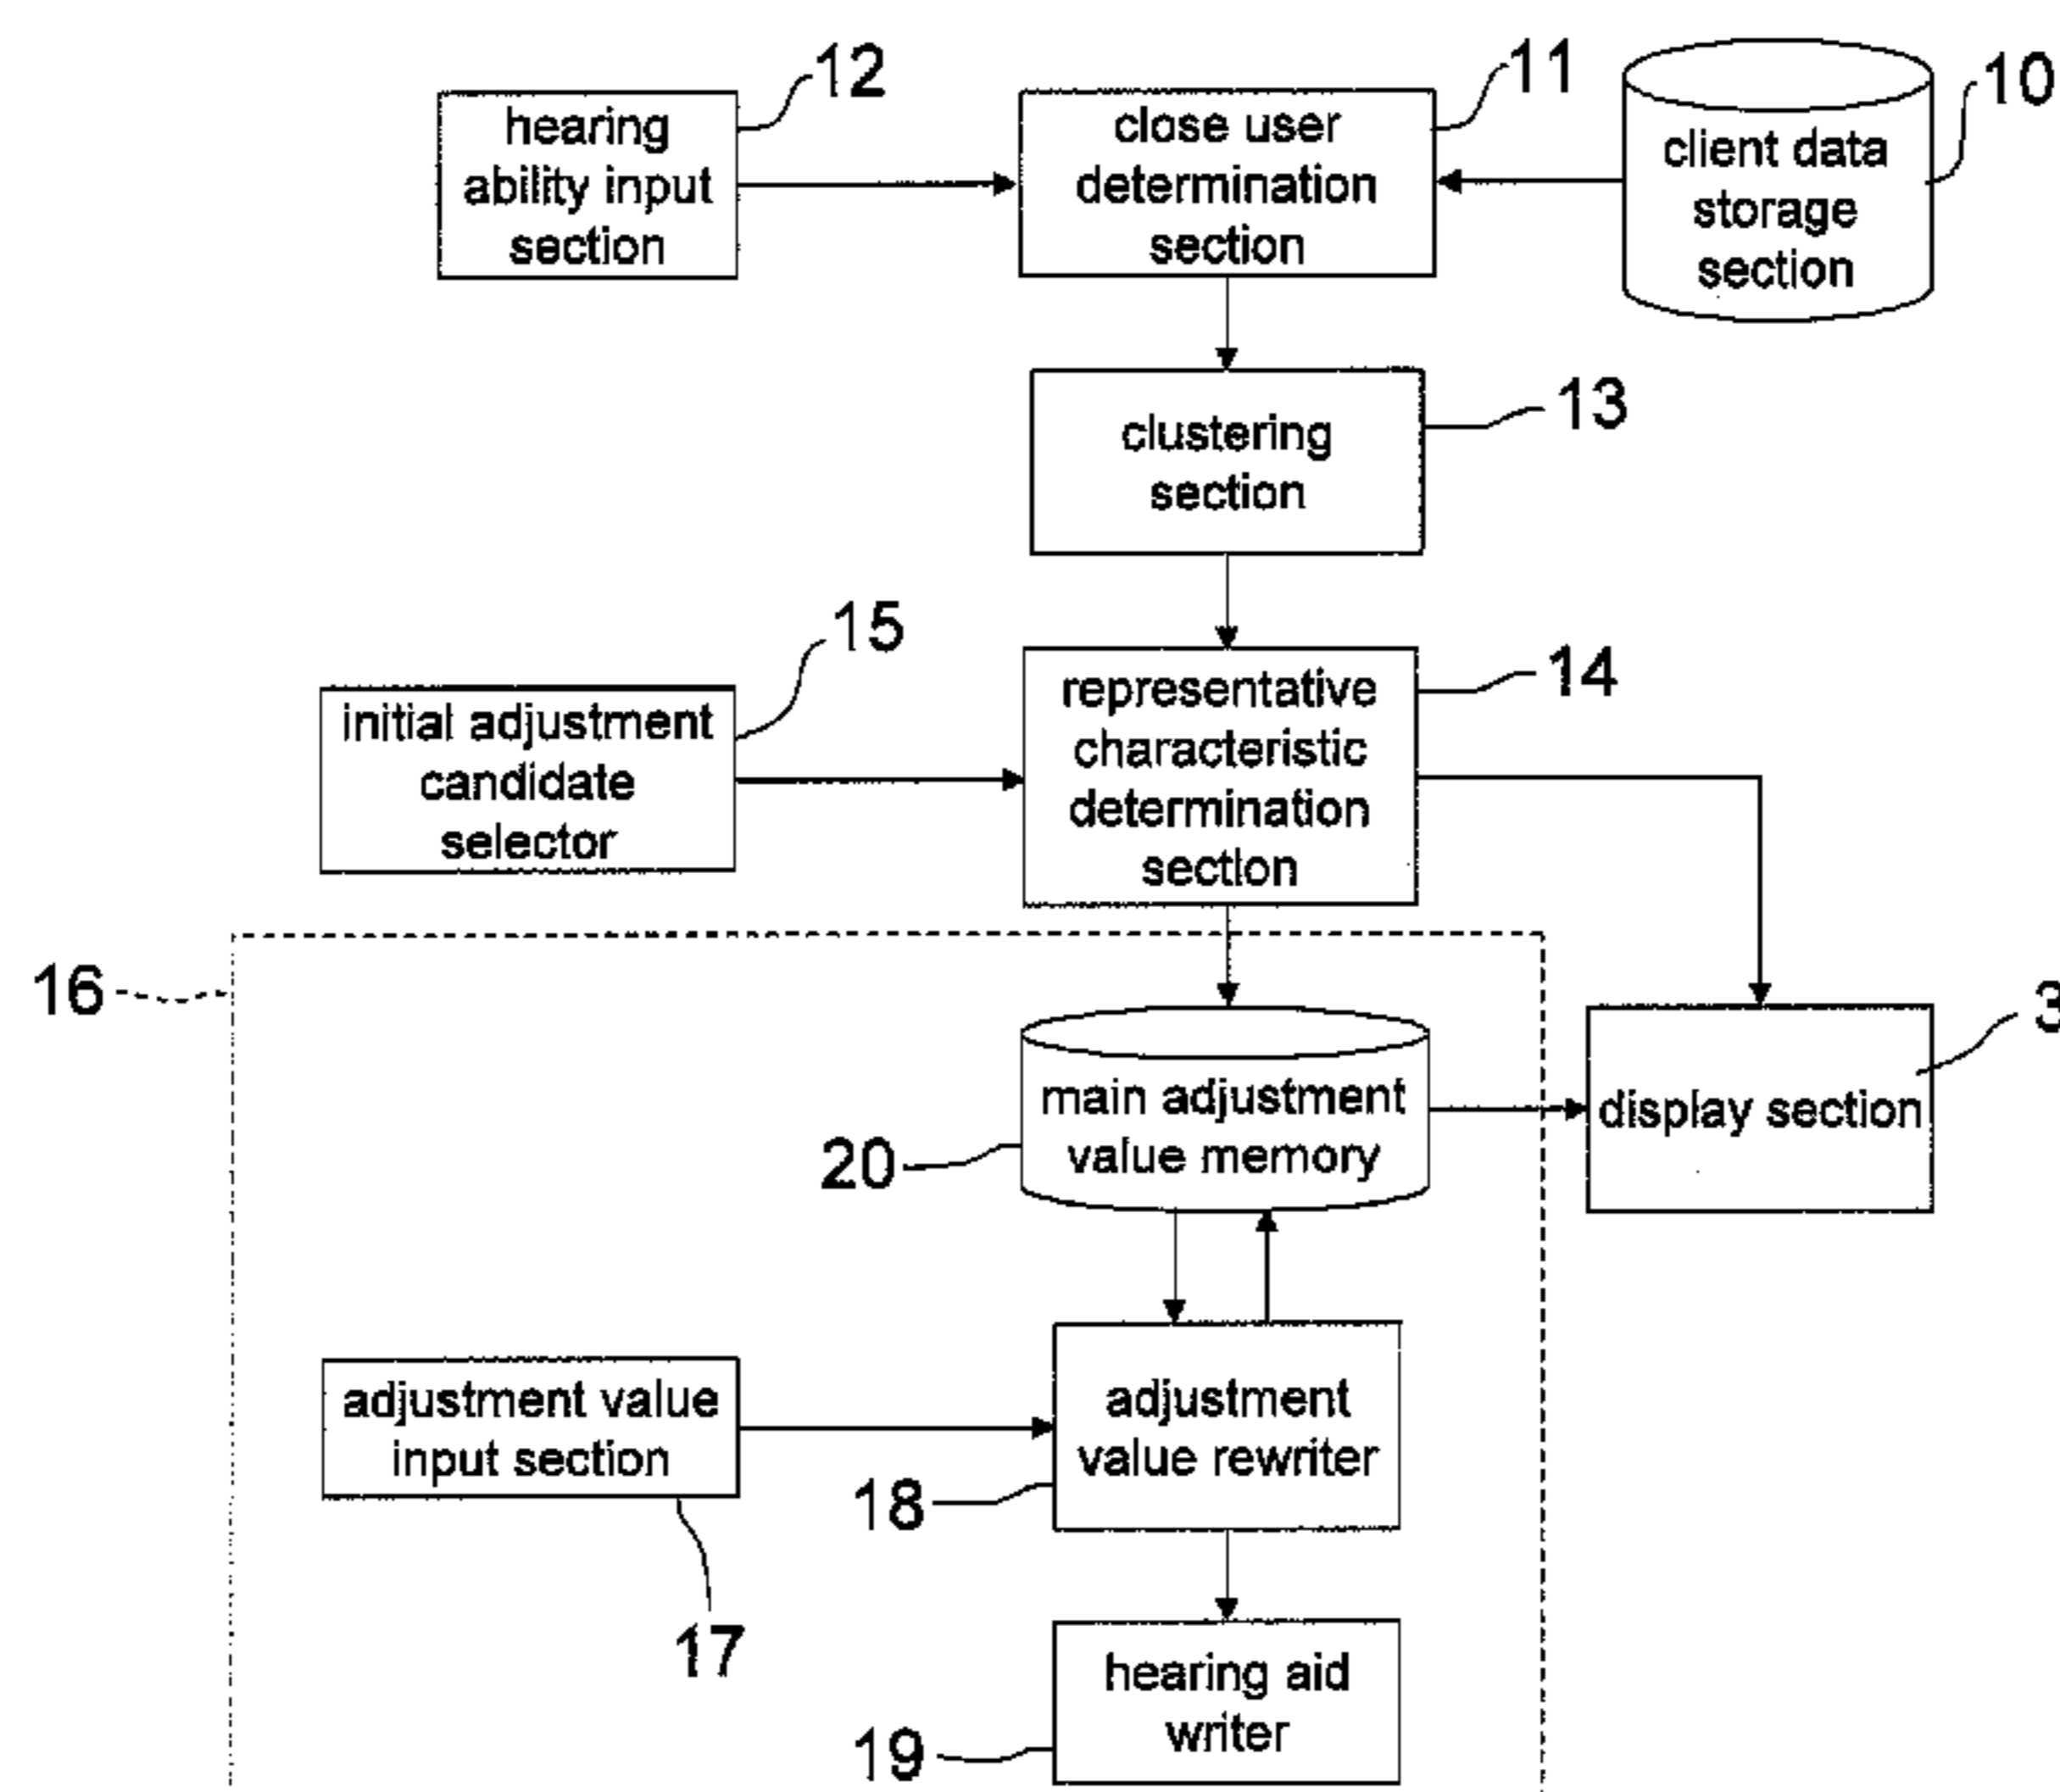 12
hearing
ability input
section
11
close user
determination
section
10
client data
storage
section
13
clustering
section
15
initial adjustment
candidate
selector
14
representative
characteristic
determination
section
16
20
main adjustment
value memory
3
display section
adjustment value
input section
17
18
adjustment
value rewriter
19
hearing aid
writer